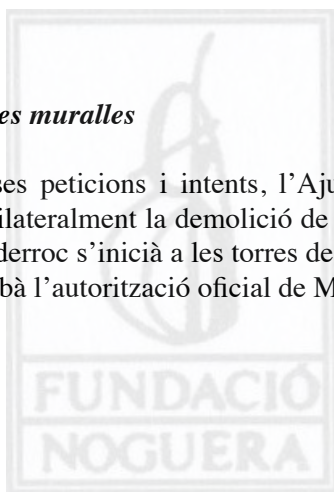 es muralles
ses peticions i intents, l’Aju
ilateralment la demolició de
derroc s’inicià a les torres de
bà l’autorització oficial de M
FUNDACIÓ
NOGUERA